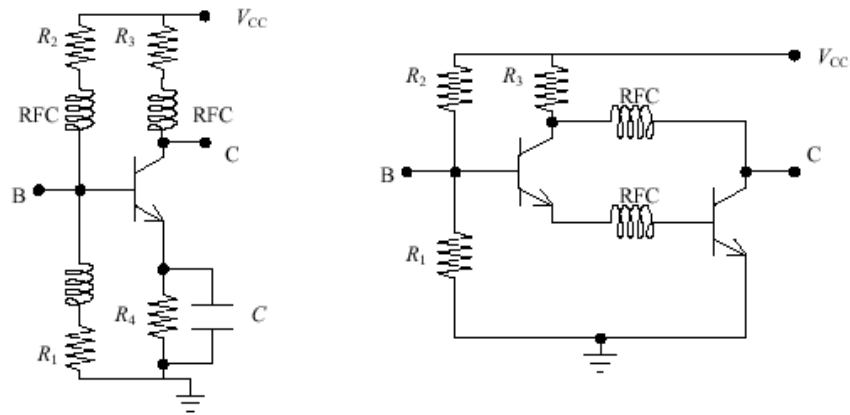 R2 R3 VCC
RFC RFC
C
B
R4 C
R1
R2 R3 VCC
RFC
B C
RFC
R1